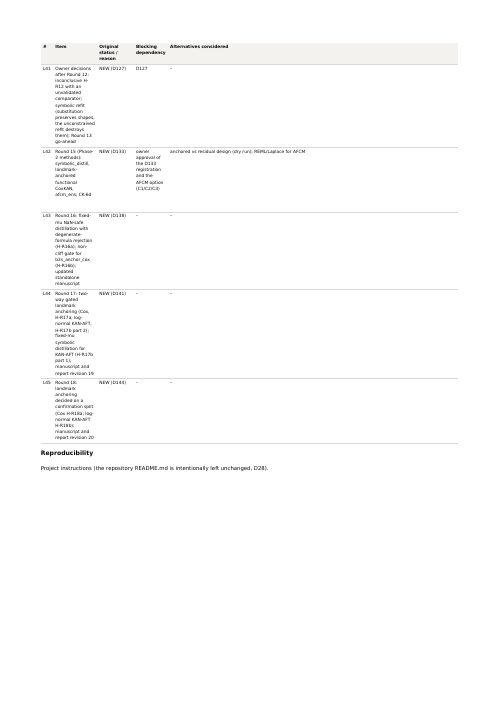 # Item Original status / reason Blocking dependency Alternatives considered
L41 Owner decisions NEW (D127) D127 –
after Round 12:
inconclusive H-
R12 with an
unvalidated
comparator;
symbolic refit
(substitution
preserves shapes,
the unconstrained
refit destroys
them); Round 13
go-ahead
L42 Round 15 (Phase- NEW (D133) owner anchored vs residual design (dry run); REML/Laplace for AFCM
2 methods): approval of
symbolic_distill, the D133
landmark- registration
anchored and the
functional AFCM option
CoxKAN, (C1/C2/C3)
afcm_ens; CK-6d
L43 Round 16: fixed- NEW (D138) – –
mu NaN-safe
distillation with
degenerate-
formula rejection
(H-R16a); non-
cliff gate for
b2s_anchor_cox
(H-R16b);
updated
standalone
manuscript
L44 Round 17: two- NEW (D141) – –
way gated
landmark
anchoring (Cox,
H-R17a; log-
normal KAN-AFT,
H-R17b part 2);
fixed-mu
symbolic
distillation for
KAN-AFT (H-R17b
part 1);
manuscript and
report revision 19
L45 Round 18: NEW (D144) – –
landmark
anchoring
decided on a
confirmation split
(Cox H-R18a; log-
normal KAN-AFT
H-R18b);
manuscript and
report revision 20
Reproducibility
Project instructions (the repository README.md is intentionally left unchanged, D28).